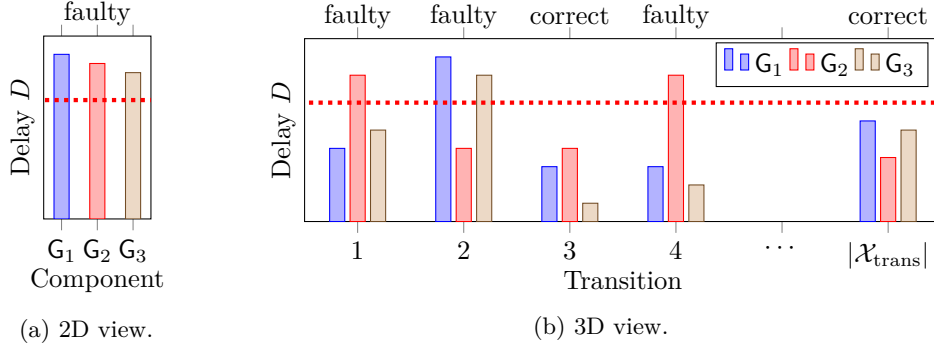 faulty
Delay D
G1 G2 G3
Component
(a) 2D view.
faulty faulty correct faulty correct
G1 G2 G3
Delay D
1 2 3 4 ··· |𝒳trans|
Transition
(b) 3D view.